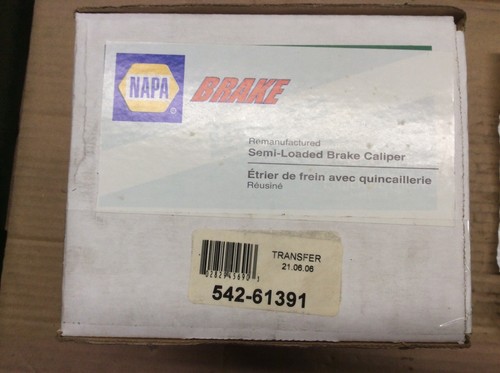 NAPA
BRAKE
Remanufactured
Semi-Loaded Brake Caliper
Étrier de frein avec quincaillerie
Réusiné
TRANSFER
21.06.06
542-61391